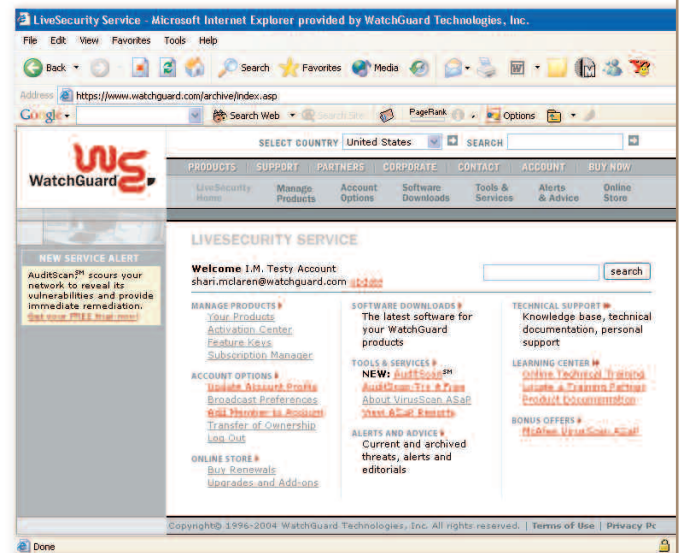 LiveSecurity Service - Microsoft Internet Explorer provided by WatchGuard Technologies, Inc.
File Edit View Favorites Tools Help
Back Search Favorites Media
Address https://www.watchguard.com/archive/index.asp
Google Search Web Search Site PageRank Options
SELECT COUNTRY United States SEARCH
WatchGuard
PRODUCTS SUPPORT PARTNERS CORPORATE CONTACT ACCOUNT BUY NOW
LiveSecurity Home
Manage Products
Account Options
Software Downloads
Tools & Services
Alerts & Advice
Online Store
NEW SERVICE ALERT
AuditScan℠ scours your
network to reveal its
vulnerabilities and provide
immediate remediation.
Get your FREE trial now!
LIVESECURITY SERVICE
Welcome I.M. Testy Account
shari.mclaren@watchguard.com update
search
MANAGE PRODUCTS
Your Products
Activation Center
Feature Keys
Subscription Manager
ACCOUNT OPTIONS
Update Account Profile
Broadcast Preferences
Add Member to Account
Transfer of Ownership
Log Out
ONLINE STORE
Buy Renewals
Upgrades and Add-ons
SOFTWARE DOWNLOADS
The latest software for
your WatchGuard
products
TOOLS & SERVICES
NEW: AuditScan℠
AuditScan Try & Free
About VirusScan ASaP
View ASaP Reports
ALERTS AND ADVICE
Current and archived
threats, alerts and
editorials
TECHNICAL SUPPORT
Knowledge base, technical
documentation, personal
support
LEARNING CENTER
Online Technical Training
Locate a Training Partner
Product Documentation
BONUS OFFERS
McAfee VirusScan ASaP
Copyright© 1996-2004 WatchGuard Technologies, Inc. All rights reserved. | Terms of Use | Privacy Po
Done